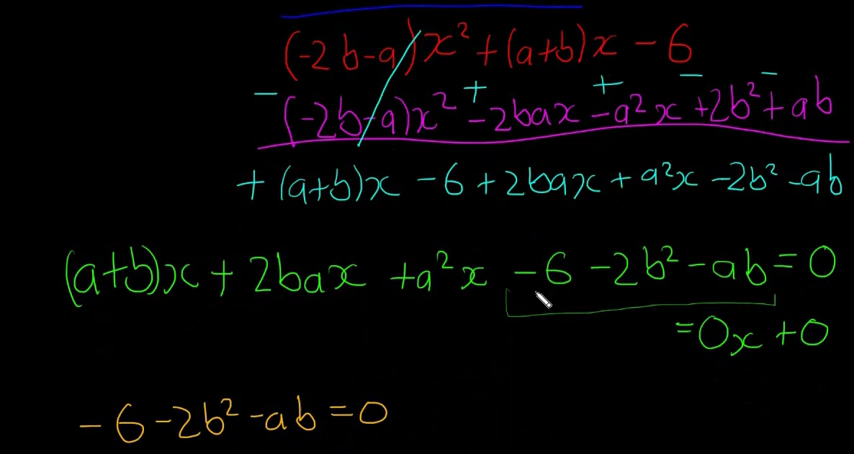 (-2b-a)x²+(a+b)x - 6
- (-2b-a)x² - 2bax - a²x + 2b² + ab
+ + - -
+ (a+b)x - 6 + 2bax + a²x - 2b² - ab
(a+b)x + 2bax + a²x - 6 - 2b² - ab = 0
= 0x + 0
- 6 - 2b² - ab = 0